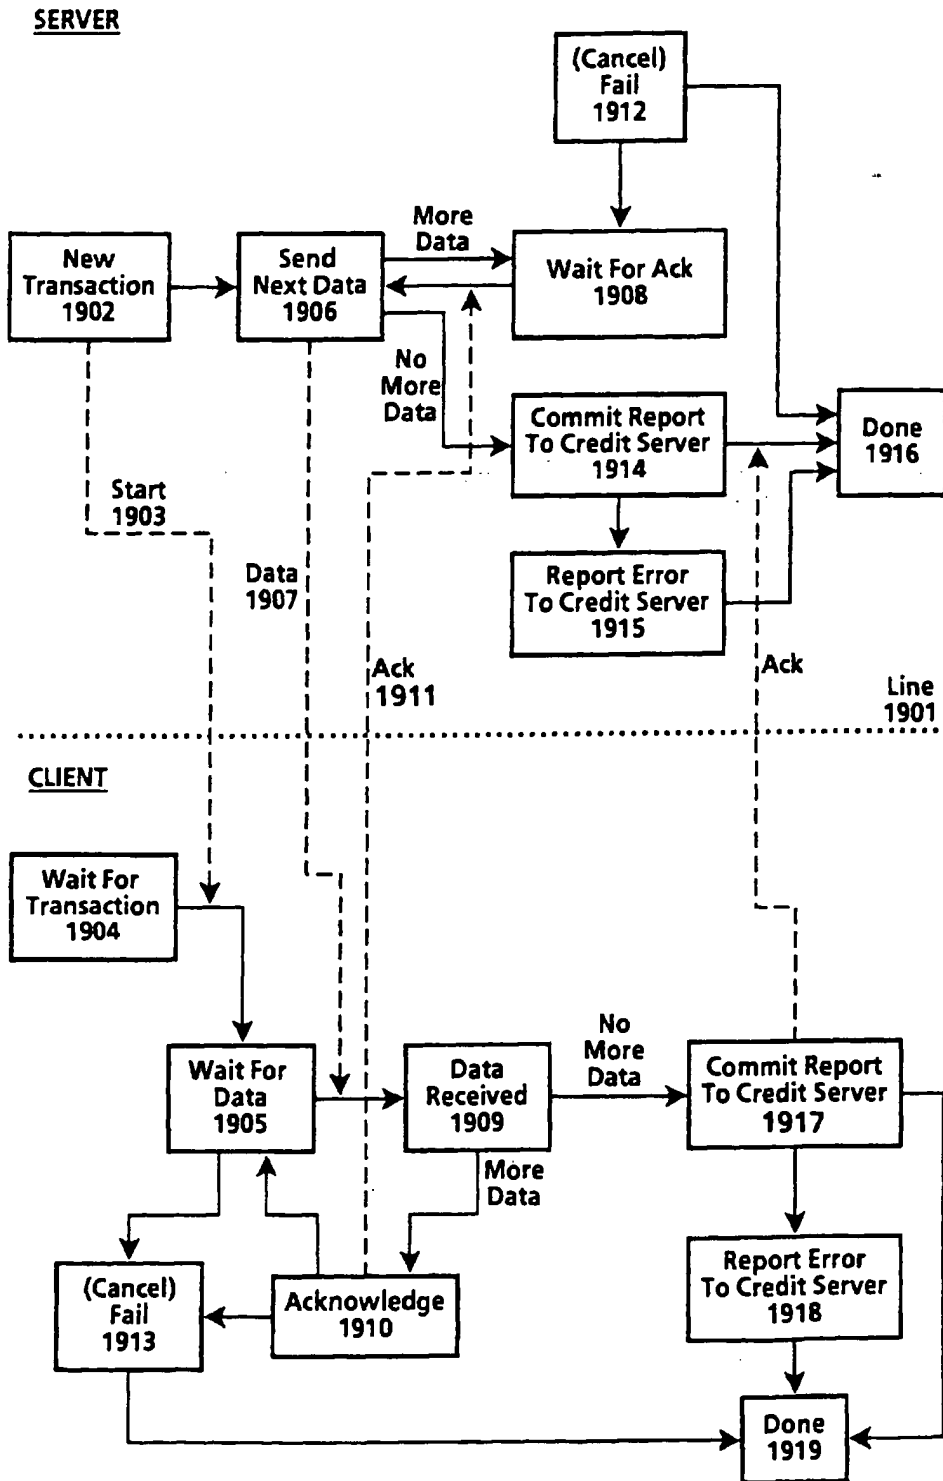 SERVER
(Cancel)
Fail
1912
More
Data
New
Transaction
1902
Send
Next Data
1906
Wait For Ack
1908
No
More
Data
Commit Report
To Credit Server
1914
Done
1916
Start
1903
Data
1907
Report Error
To Credit Server
1915
Ack
1911
Ack
Line
1901
CLIENT
Wait For
Transaction
1904
Wait For
Data
1905
Data
Received
1909
No
More
Data
Commit Report
To Credit Server
1917
More
Data
(Cancel)
Fail
1913
Acknowledge
1910
Report Error
To Credit Server
1918
Done
1919